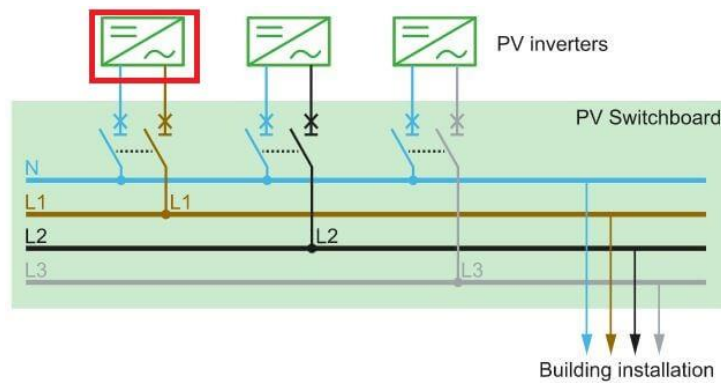 PV inverters
PV Switchboard
N
L1 L1
L2 L2
L3 L3
Building installation